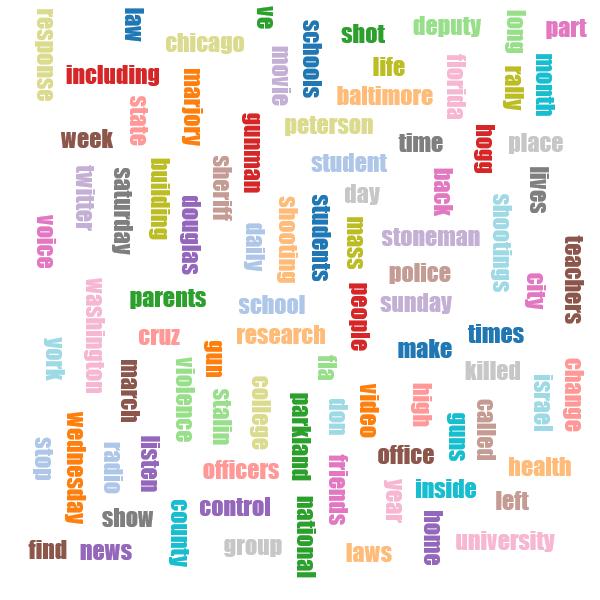 response
law
chicago
ve
schools
shot
deputy
long
part
including
movie
life
florida
rally
month
marjory
state
baltimore
week
gunman
peterson
time
hogg
place
twitter
saturday
building
sheriff
student
day
back
lives
voice
douglas
daily
shooting
students
mass
stoneman
shootings
teachers
police
city
washington
parents
school
people
sunday
york
cruz
research
gun
make
times
march
violence
fla
killed
change
stalin
college
parkland
don
video
high
israel
wednesday
guns
called
stop
radio
listen
officers
friends
office
health
year
inside
left
show
county
control
national
home
find
news
group
laws
university